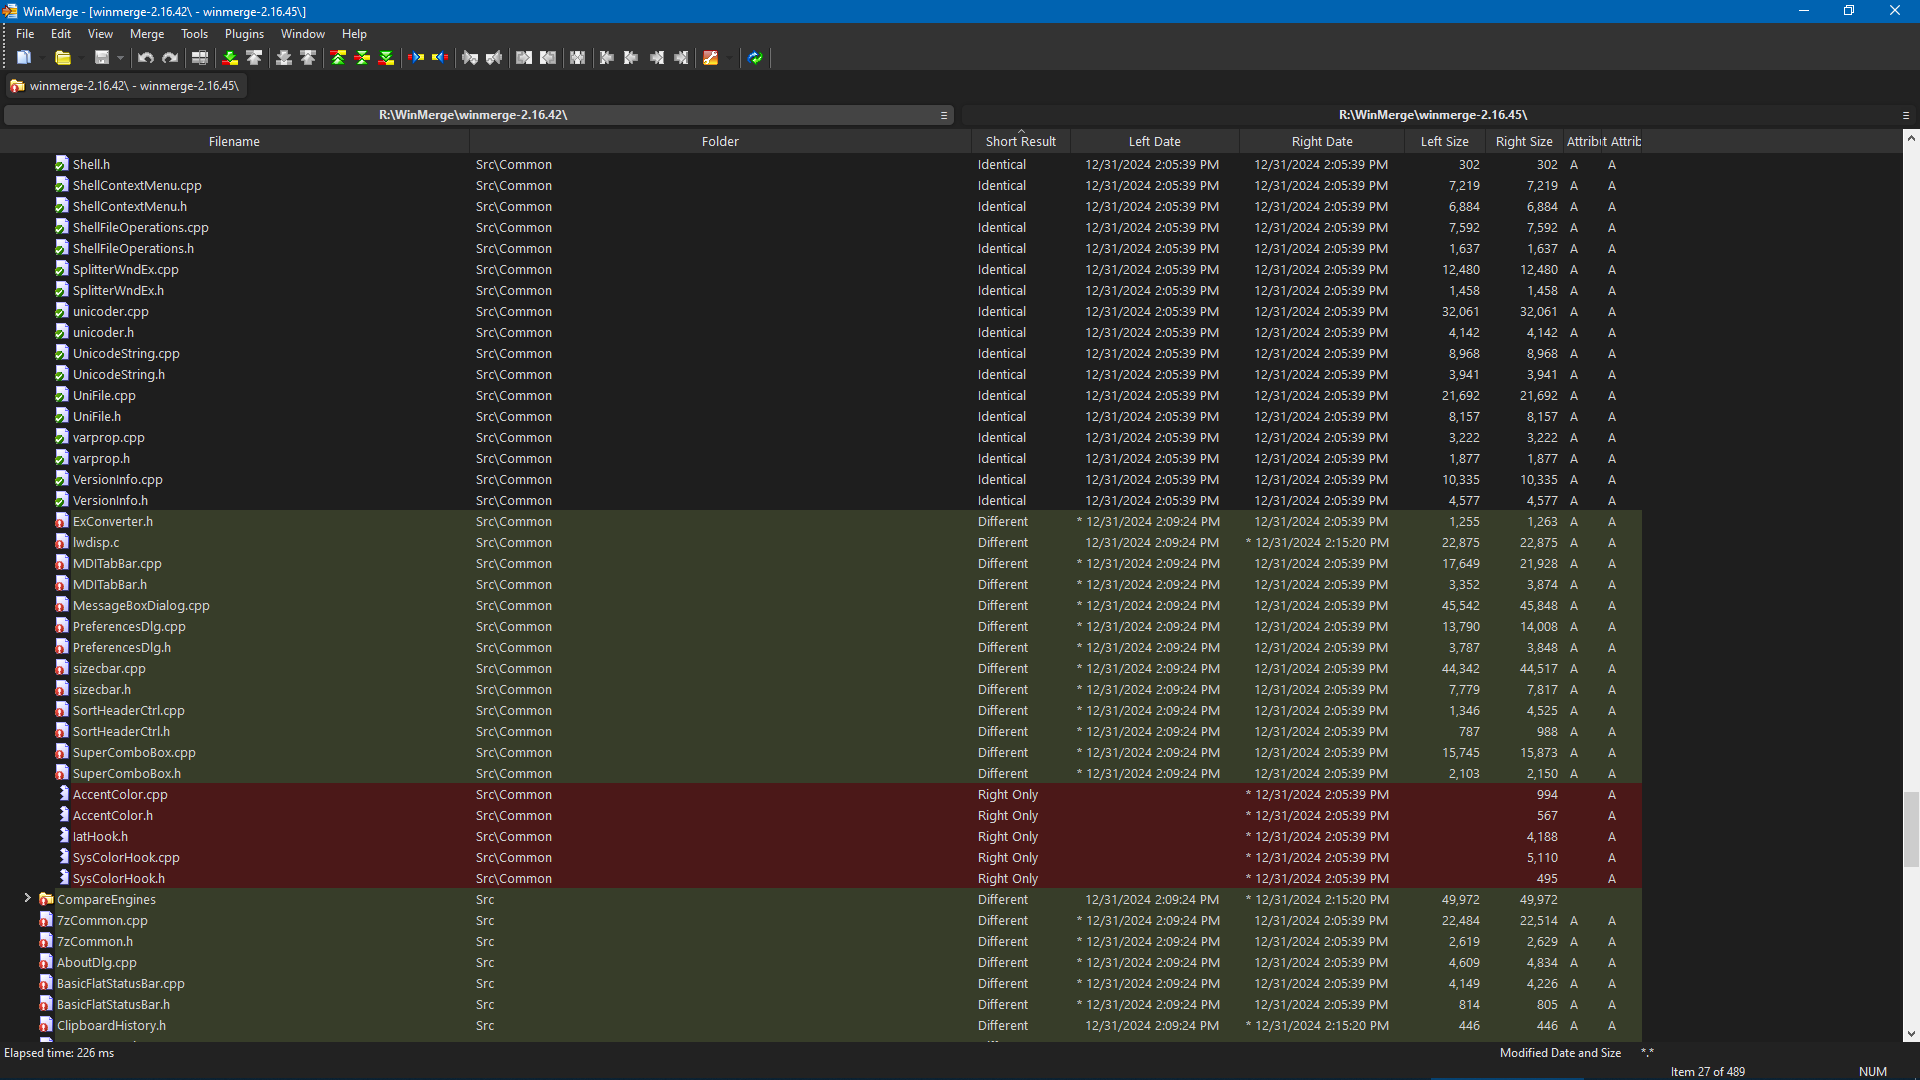 WinMerge - [winmerge-2.16.42\ - winmerge-2.16.45\]
File Edit View Merge Tools Plugins Window Help
winmerge-2.16.42\ - winmerge-2.16.45\
R:\WinMerge\winmerge-2.16.42\ R:\WinMerge\winmerge-2.16.45\
Filename Folder Short Result Left Date Right Date Left Size Right Size Attribu t Attrib
Shell.h Src\Common Identical 12/31/2024 2:05:39 PM 12/31/2024 2:05:39 PM 302 302 A A
ShellContextMenu.cpp Src\Common Identical 12/31/2024 2:05:39 PM 12/31/2024 2:05:39 PM 7,219 7,219 A A
ShellContextMenu.h Src\Common Identical 12/31/2024 2:05:39 PM 12/31/2024 2:05:39 PM 6,884 6,884 A A
ShellFileOperations.cpp Src\Common Identical 12/31/2024 2:05:39 PM 12/31/2024 2:05:39 PM 7,592 7,592 A A
ShellFileOperations.h Src\Common Identical 12/31/2024 2:05:39 PM 12/31/2024 2:05:39 PM 1,637 1,637 A A
SplitterWndEx.cpp Src\Common Identical 12/31/2024 2:05:39 PM 12/31/2024 2:05:39 PM 12,480 12,480 A A
SplitterWndEx.h Src\Common Identical 12/31/2024 2:05:39 PM 12/31/2024 2:05:39 PM 1,458 1,458 A A
unicoder.cpp Src\Common Identical 12/31/2024 2:05:39 PM 12/31/2024 2:05:39 PM 32,061 32,061 A A
unicoder.h Src\Common Identical 12/31/2024 2:05:39 PM 12/31/2024 2:05:39 PM 4,142 4,142 A A
UnicodeString.cpp Src\Common Identical 12/31/2024 2:05:39 PM 12/31/2024 2:05:39 PM 8,968 8,968 A A
UnicodeString.h Src\Common Identical 12/31/2024 2:05:39 PM 12/31/2024 2:05:39 PM 3,941 3,941 A A
UniFile.cpp Src\Common Identical 12/31/2024 2:05:39 PM 12/31/2024 2:05:39 PM 21,692 21,692 A A
UniFile.h Src\Common Identical 12/31/2024 2:05:39 PM 12/31/2024 2:05:39 PM 8,157 8,157 A A
varprop.cpp Src\Common Identical 12/31/2024 2:05:39 PM 12/31/2024 2:05:39 PM 3,222 3,222 A A
varprop.h Src\Common Identical 12/31/2024 2:05:39 PM 12/31/2024 2:05:39 PM 1,877 1,877 A A
VersionInfo.cpp Src\Common Identical 12/31/2024 2:05:39 PM 12/31/2024 2:05:39 PM 10,335 10,335 A A
VersionInfo.h Src\Common Identical 12/31/2024 2:05:39 PM 12/31/2024 2:05:39 PM 4,577 4,577 A A
ExConverter.h Src\Common Different * 12/31/2024 2:09:24 PM 12/31/2024 2:05:39 PM 1,255 1,263 A A
lwdisp.c Src\Common Different 12/31/2024 2:09:24 PM * 12/31/2024 2:15:20 PM 22,875 22,875 A A
MDITabBar.cpp Src\Common Different * 12/31/2024 2:09:24 PM 12/31/2024 2:05:39 PM 17,649 21,928 A A
MDITabBar.h Src\Common Different * 12/31/2024 2:09:24 PM 12/31/2024 2:05:39 PM 3,352 3,874 A A
MessageBoxDialog.cpp Src\Common Different * 12/31/2024 2:09:24 PM 12/31/2024 2:05:39 PM 45,542 45,848 A A
PreferencesDlg.cpp Src\Common Different * 12/31/2024 2:09:24 PM 12/31/2024 2:05:39 PM 13,790 14,008 A A
PreferencesDlg.h Src\Common Different * 12/31/2024 2:09:24 PM 12/31/2024 2:05:39 PM 3,787 3,848 A A
sizecbar.cpp Src\Common Different * 12/31/2024 2:09:24 PM 12/31/2024 2:05:39 PM 44,342 44,517 A A
sizecbar.h Src\Common Different * 12/31/2024 2:09:24 PM 12/31/2024 2:05:39 PM 7,779 7,817 A A
SortHeaderCtrl.cpp Src\Common Different * 12/31/2024 2:09:24 PM 12/31/2024 2:05:39 PM 1,346 4,525 A A
SortHeaderCtrl.h Src\Common Different * 12/31/2024 2:09:24 PM 12/31/2024 2:05:39 PM 787 988 A A
SuperComboBox.cpp Src\Common Different * 12/31/2024 2:09:24 PM 12/31/2024 2:05:39 PM 15,745 15,873 A A
SuperComboBox.h Src\Common Different * 12/31/2024 2:09:24 PM 12/31/2024 2:05:39 PM 2,103 2,150 A A
AccentColor.cpp Src\Common Right Only * 12/31/2024 2:05:39 PM 994 A
AccentColor.h Src\Common Right Only * 12/31/2024 2:05:39 PM 567 A
IatHook.h Src\Common Right Only * 12/31/2024 2:05:39 PM 4,188 A
SysColorHook.cpp Src\Common Right Only * 12/31/2024 2:05:39 PM 5,110 A
SysColorHook.h Src\Common Right Only * 12/31/2024 2:05:39 PM 495 A
CompareEngines Src Different 12/31/2024 2:09:24 PM * 12/31/2024 2:15:20 PM 49,972 49,972
7zCommon.cpp Src Different * 12/31/2024 2:09:24 PM 12/31/2024 2:05:39 PM 22,484 22,514 A A
7zCommon.h Src Different * 12/31/2024 2:09:24 PM 12/31/2024 2:05:39 PM 2,619 2,629 A A
AboutDlg.cpp Src Different * 12/31/2024 2:09:24 PM 12/31/2024 2:05:39 PM 4,609 4,834 A A
BasicFlatStatusBar.cpp Src Different * 12/31/2024 2:09:24 PM 12/31/2024 2:05:39 PM 4,149 4,226 A A
BasicFlatStatusBar.h Src Different * 12/31/2024 2:09:24 PM 12/31/2024 2:05:39 PM 814 805 A A
ClipboardHistory.h Src Different 12/31/2024 2:09:24 PM * 12/31/2024 2:15:20 PM 446 446 A A
Elapsed time: 226 ms Modified Date and Size *.*
Item 27 of 489 NUM